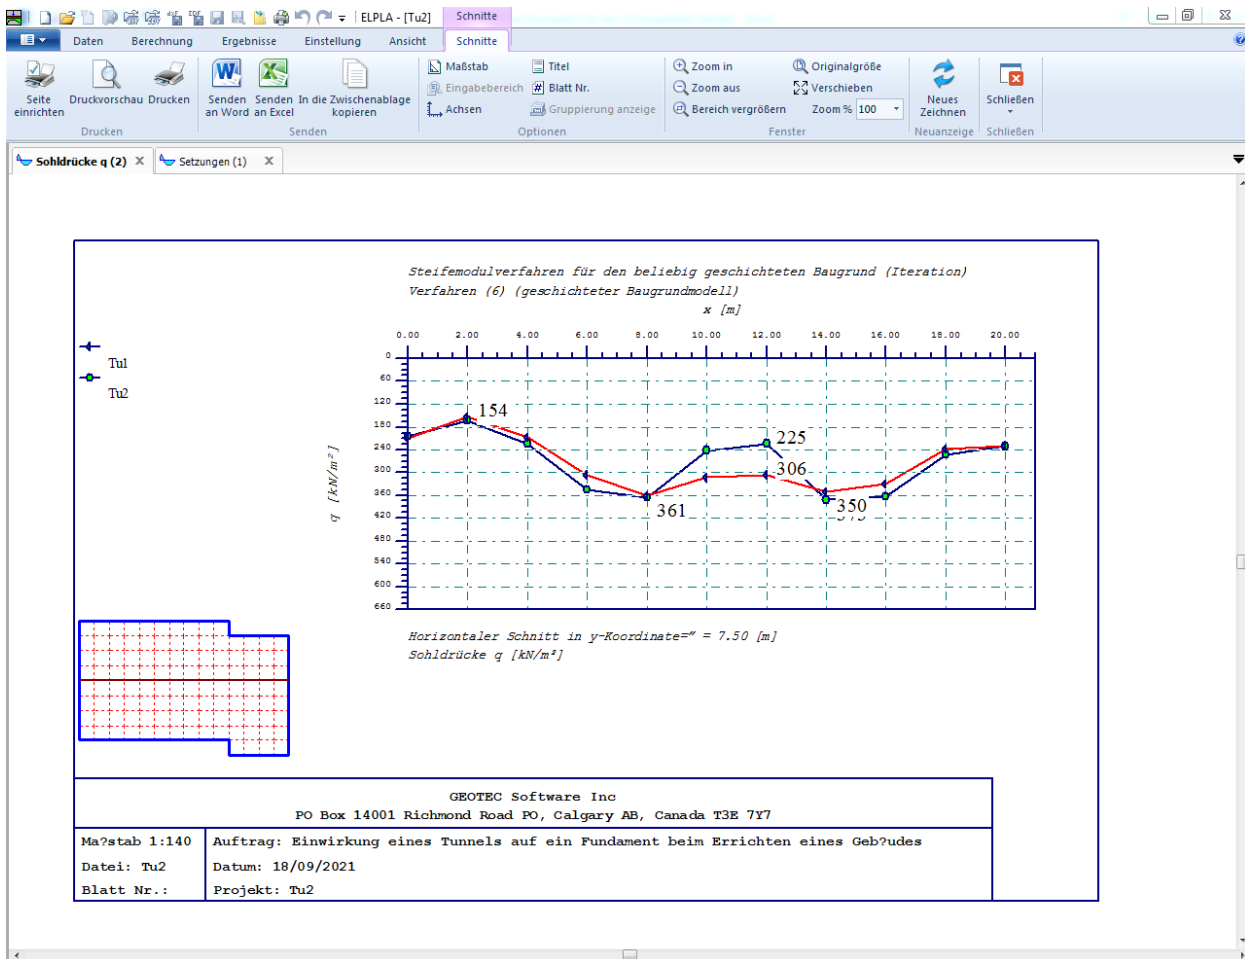 ELPLA - [Tu2]
Schnitte
Daten Berechnung Ergebnisse Einstellung Ansicht Schnitte
Seite einrichten
Druckvorschau
Drucken
Senden an Word
Senden an Excel
In die Zwischenablage kopieren
Maßstab
Eingabebereich
Achsen
Titel
# Blatt Nr.
Gruppierung anzeige
Zoom in
Zoom aus
Bereich vergrößern
Originalgröße
Verschieben
Zoom % 100
Neues Zeichnen
Schließen
Drucken Senden Optionen Fenster Neuanzeige Schließen
Sohldrücke q (2) X Setzungen (1) X
Steifemodulverfahren für den beliebig geschichteten Baugrund (Iteration)
Verfahren (6) (geschichteter Baugrundmodell)
x [m]
0.00 2.00 4.00 6.00 8.00 10.00 12.00 14.00 16.00 18.00 20.00
Tu1
Tu2
0
60
120
180
240
300
360
420
480
540
600
660
q [kN/m²]
154
225
306
350
361
Horizontaler Schnitt in y-Koordinate=″ = 7.50 [m]
Sohldrücke q [kN/m²]
GEOTEC Software Inc
PO Box 14001 Richmond Road PO, Calgary AB, Canada T3E 7Y7
Ma?stab 1:140
Auftrag: Einwirkung eines Tunnels auf ein Fundament beim Errichten eines Geb?udes
Datei: Tu2
Datum: 18/09/2021
Blatt Nr.:
Projekt: Tu2